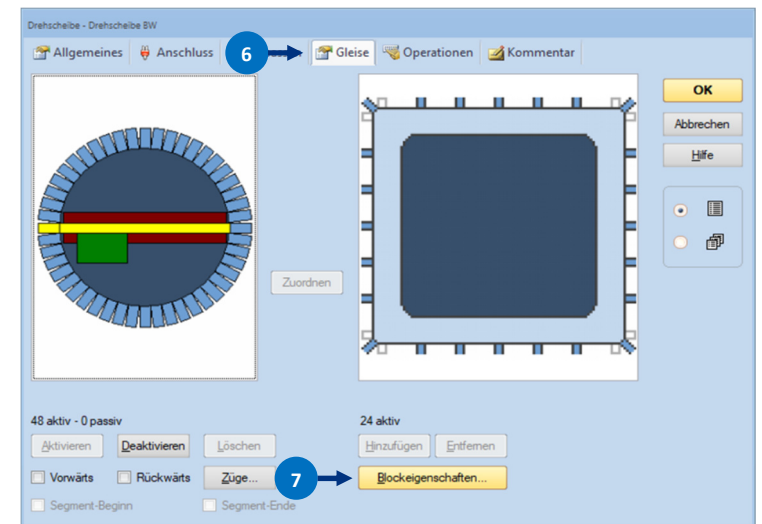 Drehscheibe - Drehscheibe BW
Allgemeines Anschluss 6 Gleise Operationen Kommentar
OK
Abbrechen
Hilfe
Zuordnen
48 aktiv - 0 passiv 24 aktiv
Aktivieren Deaktivieren Löschen Hinzufügen Entfernen
Vorwärts Rückwärts Züge... 7 Blockeigenschaften...
Segment-Beginn Segment-Ende